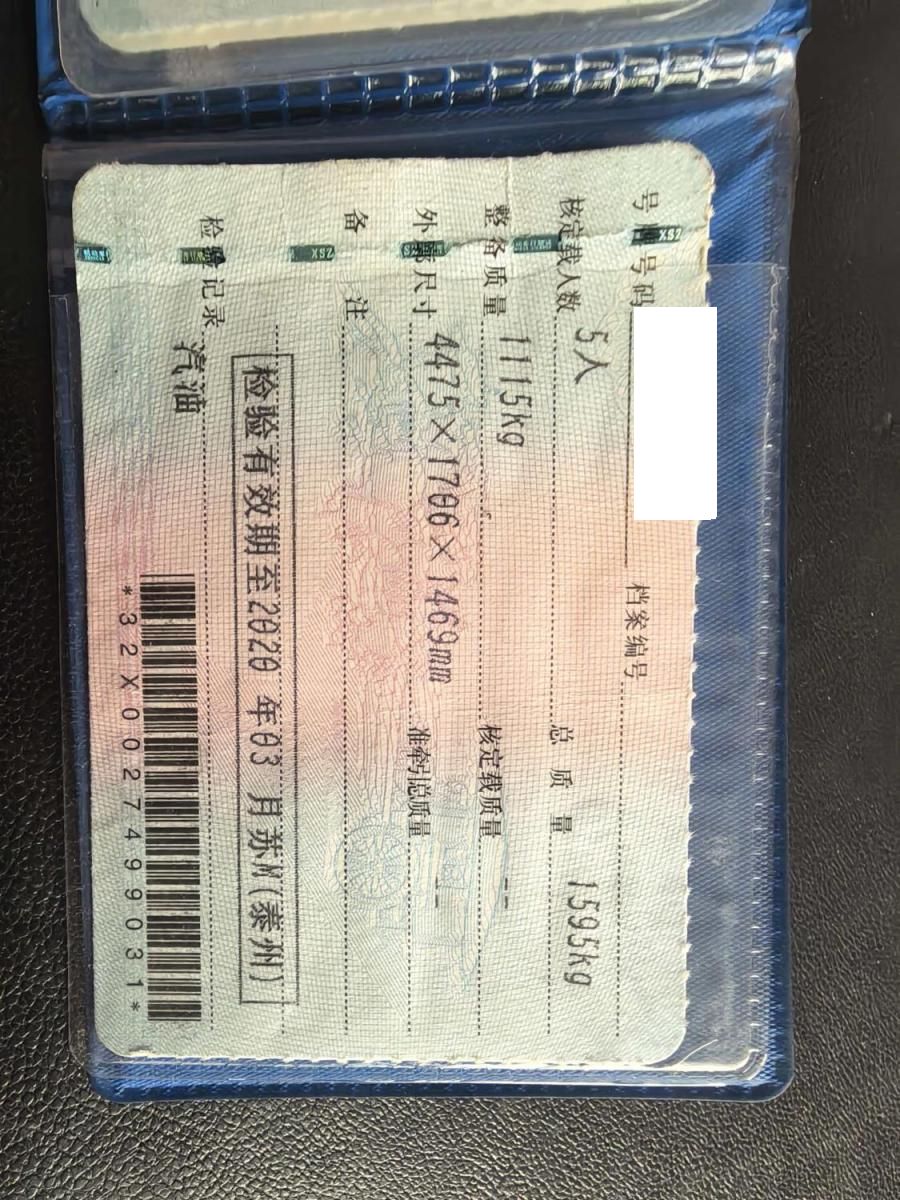 号牌号码 档案编号
核定载人数 5人 总质量 1595kg
整备质量 1115kg 核定载质量 --
外廓尺寸 4475×1706×1469mm 准牵引总质量 --
备注
检验有效期至2020年03月苏M(泰州)
检验记录
汽油
*32X0027499031*